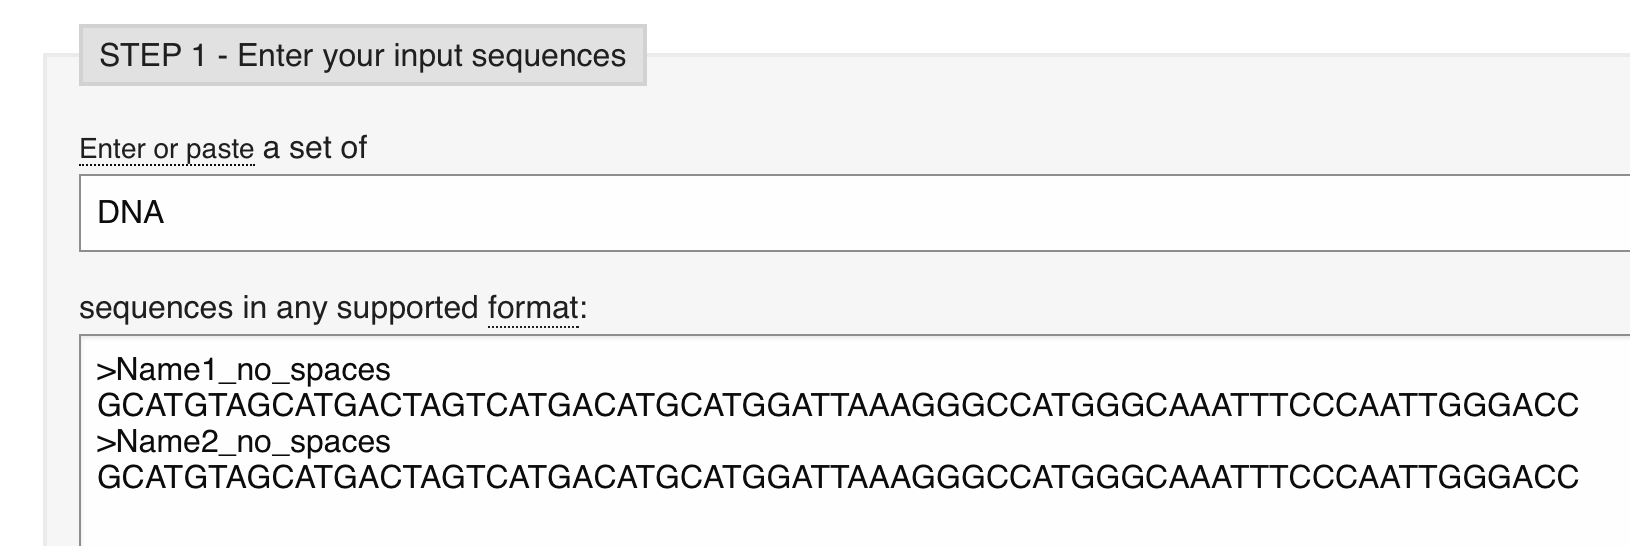 STEP 1 - Enter your input sequences
Enter or paste a set of
DNA
sequences in any supported format:
>Name1_no_spaces
GCATGTAGCATGACTAGTCATGACATGCATGGATTAAAGGGCCATGGGCAAATTTCCCAATTGGGACC
>Name2_no_spaces
GCATGTAGCATGACTAGTCATGACATGCATGGATTAAAGGGCCATGGGCAAATTTCCCAATTGGGACC